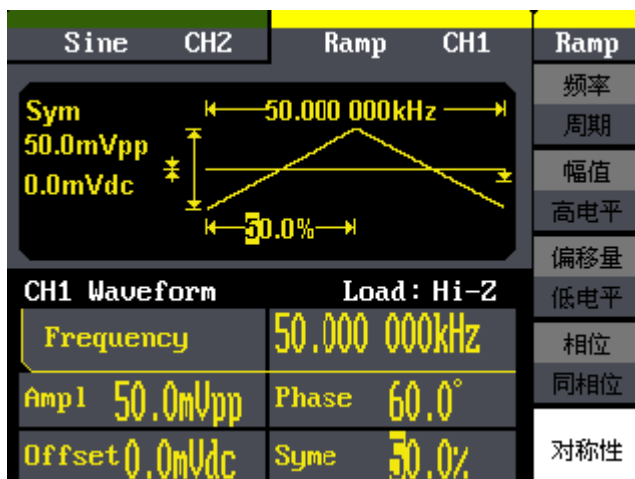 Sine CH2 Ramp CH1 Ramp
Sym 50.000 000kHz
50.0mVpp
0.0mVdc
50.0%
CH1 Waveform Load: Hi-Z
Frequency 50.000 000kHz
Ampl 50.0mVpp Phase 60.0°
Offset 0.0mVdc Syme 50.0%
频率
周期
幅值
高电平
偏移量
低电平
相位
同相位
对称性